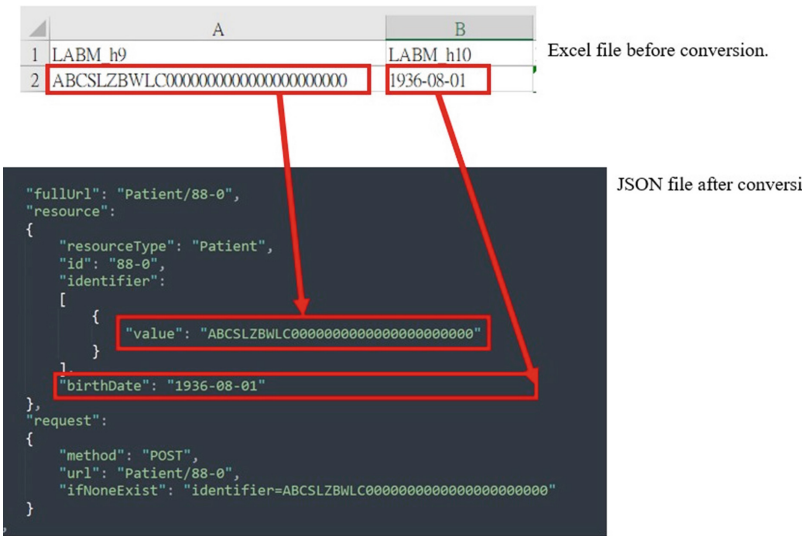 A B
1 LABM_h9 LABM_h10
2 ABCSLZBWLC0000000000000000000000 1936-08-01
Excel file before conversion.
JSON file after conversi
"fullUrl": "Patient/88-0",
"resource":
{
"resourceType": "Patient",
"id": "88-0",
"identifier":
[
{
"value": "ABCSLZBWLC0000000000000000000000"
}
],
"birthDate": "1936-08-01"
},
"request":
{
"method": "POST",
"url": "Patient/88-0",
"ifNoneExist": "identifier=ABCSLZBWLC0000000000000000000000"
}
,